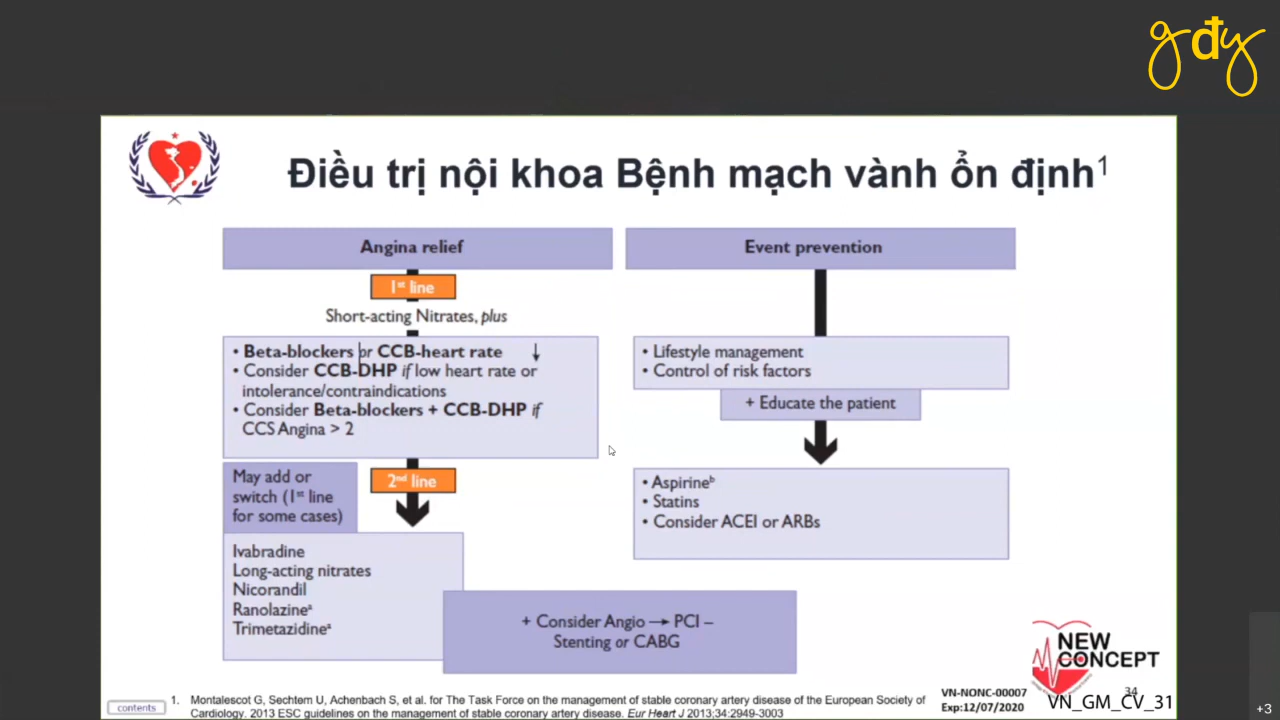 gđy
Điều trị nội khoa Bệnh mạch vành ổn định¹
Angina relief
1ˢᵗ line
Short-acting Nitrates, plus
• Beta-blockers or CCB-heart rate ↓
• Consider CCB-DHP if low heart rate or
intolerance/contraindications
• Consider Beta-blockers + CCB-DHP if
CCS Angina > 2
May add or
switch (1ˢᵗ line
for some cases)
2ⁿᵈ line
Ivabradine
Long-acting nitrates
Nicorandil
Ranolazineᵃ
Trimetazidineᵃ
+ Consider Angio → PCI –
Stenting or CABG
Event prevention
• Lifestyle management
• Control of risk factors
+ Educate the patient
• Aspirineᵇ
• Statins
• Consider ACEI or ARBs
NEW
CONCEPT
contents
1. Montalescot G, Sechtem U, Achenbach S, et al. for The Task Force on the management of stable coronary artery disease of the European Society of
Cardiology. 2013 ESC guidelines on the management of stable coronary artery disease. Eur Heart J 2013;34:2949-3003
VN-NONC-00007
Exp:12/07/2020
34
VN_GM_CV_31
+3